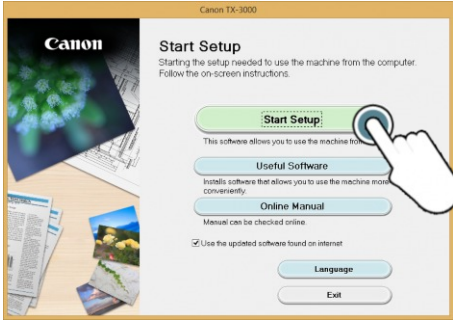 Canon TX-3000
Canon
Start Setup
Starting the setup needed to use the machine from the computer.
Follow the on-screen instructions.
Start Setup
This software allows you to use the machine from
Useful Software
Installs software that allows you to use the machine more
conveniently.
Online Manual
Manual can be checked online.
Use the updated software found on internet
Language
Exit